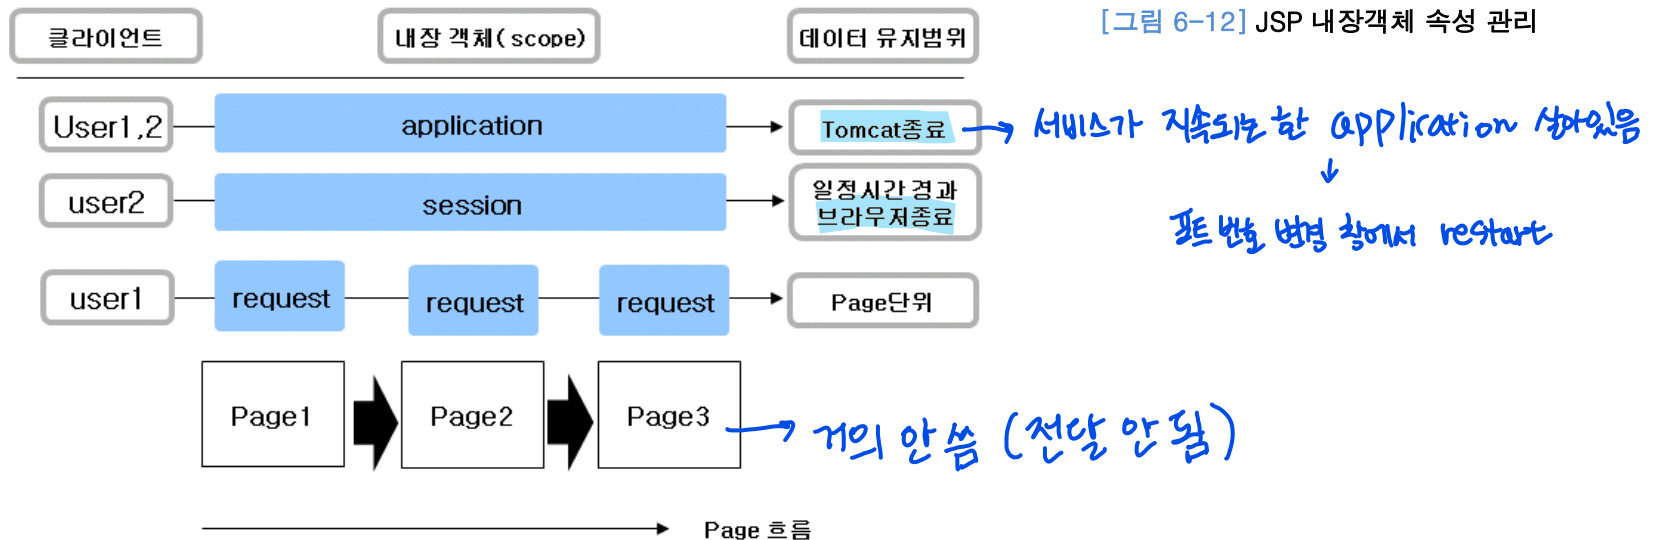 클라이언트
내장 객체(scope)
데이터 유지범위
[그림 6-12] JSP 내장객체 속성 관리
User1,2
application
Tomcat종료
서비스가 지속되는 한 application 살아있음
포트 번호 변경 창에서 restart
user2
session
일정시간 경과
브라우저종료
user1
request
request
request
Page단위
Page1
Page2
Page3
거의 안 씀 (전달 안 됨)
Page 흐름